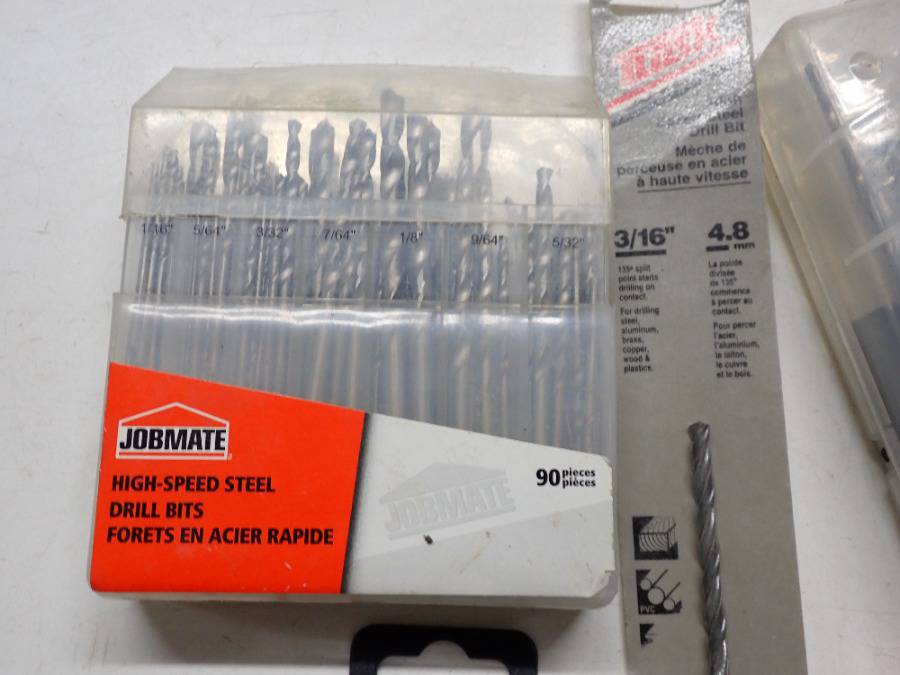 1/16" 5/64" 3/32" 7/64" 1/8" 9/64" 5/32"
JOBMATE
HIGH-SPEED STEEL
DRILL BITS
FORETS EN ACIER RAPIDE
JOBMATE
90 pieces
pièces
Drill Bit
Mèche de
perceuse en acier
à haute vitesse
3/16"
4.8
mm
135° split
point starts
drilling on
contact.
For drilling
steel,
aluminum,
brass,
copper,
wood &
plastics.
La pointe
divisée
de 135°
commence
à percer au
contact.
Pour percer
l'acier,
l'aluminium,
le laiton,
le cuivre
et le bois.
PVC